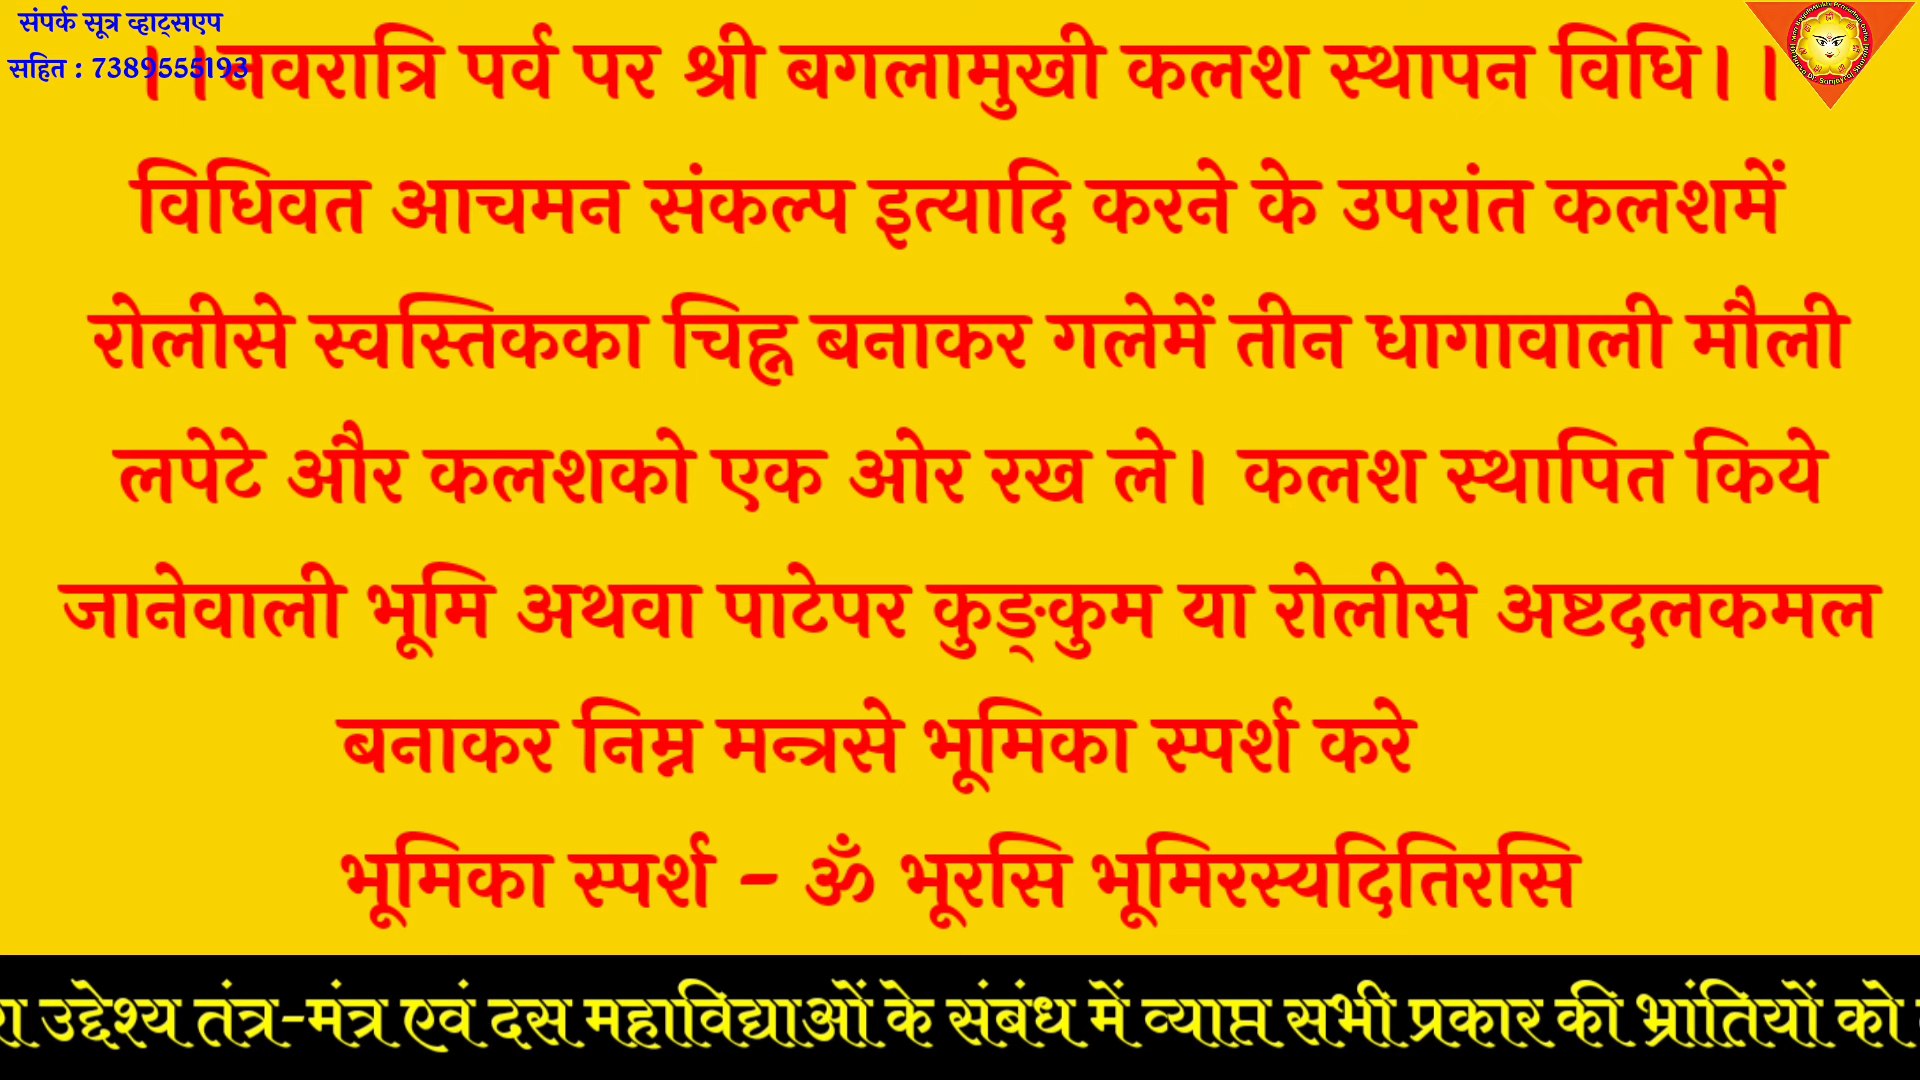 संपर्क सूत्र व्हाट्सएप
सहित : 7389555193
।।नवरात्रि पर्व पर श्री बगलामुखी कलश स्थापन विधि।।
विधिवत आचमन संकल्प इत्यादि करने के उपरांत कलशमें
रोलीसे स्वस्तिकका चिह्न बनाकर गलेमें तीन धागावाली मौली
लपेटे और कलशको एक ओर रख ले। कलश स्थापित किये
जानेवाली भूमि अथवा पाटेपर कुङ्कुम या रोलीसे अष्टदलकमल
बनाकर निम्न मन्त्रसे भूमिका स्पर्श करे
भूमिका स्पर्श - ॐ भूरसि भूमिरस्यदितिरसि
उद्देश्य तंत्र-मंत्र एवं दस महाविद्याओं के संबंध में व्याप्त सभी प्रकार की भ्रांतियों को